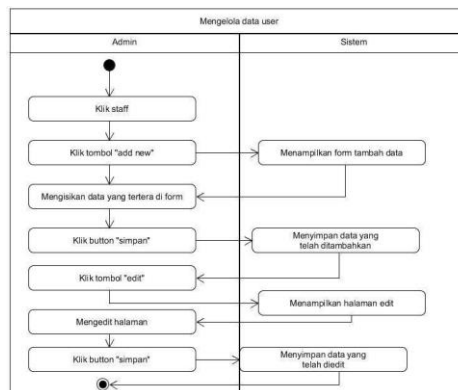 Mengelola data user
Admin
Sistem
Klik staff
Klik tombol "add new"
Menampilkan form tambah data
Mengisikan data yang tertera di form
Klik button "simpan"
Menyimpan data yang
telah ditambahkan
Klik tombol "edit"
Menampilkan halaman edit
Mengedit halaman
Klik button "simpan"
Menyimpan data yang
telah diedit